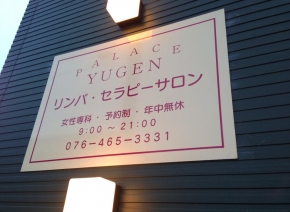 PALACE
YUGEN
リンパ・セラピーサロン
女性専科・予約制・年中無休
9:00～21:00
076-465-3331